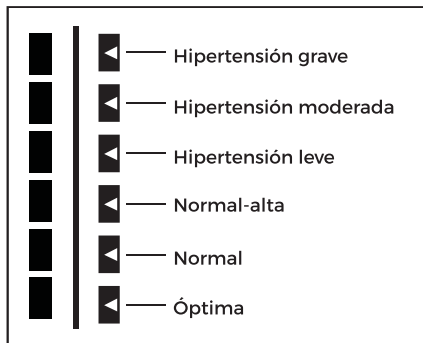 Hipertensión grave
Hipertensión moderada
Hipertensión leve
Normal-alta
Normal
Óptima